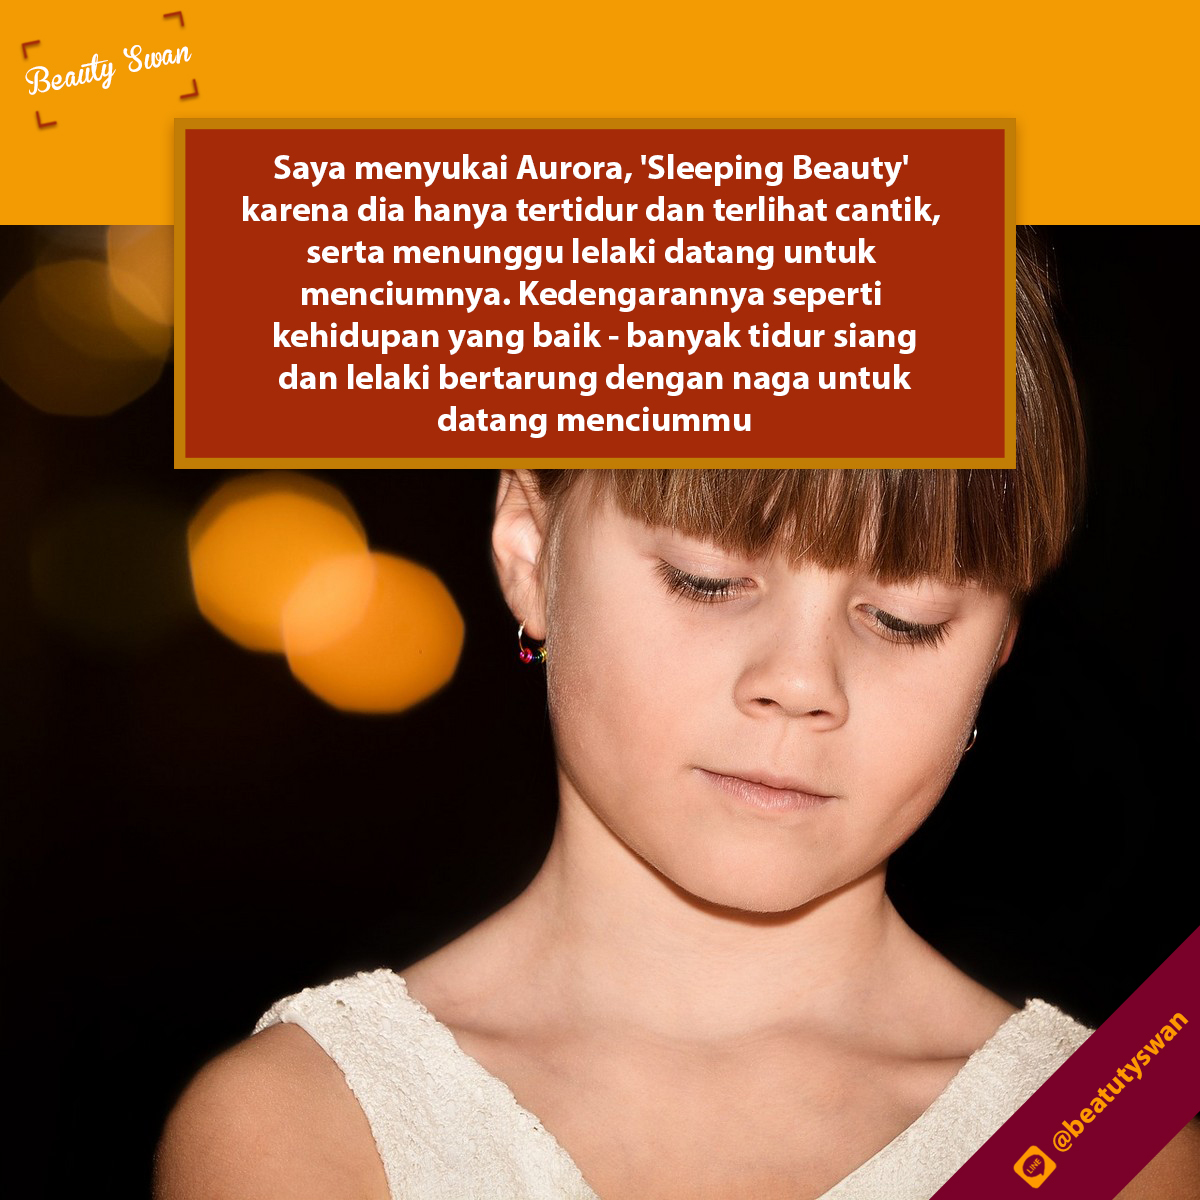 Beauty Swan
Saya menyukai Aurora, 'Sleeping Beauty'
karena dia hanya tertidur dan terlihat cantik,
serta menunggu lelaki datang untuk
menciumnya. Kedengarannya seperti
kehidupan yang baik - banyak tidur siang
dan lelaki bertarung dengan naga untuk
datang menciummu
LINE
@beatutyswan